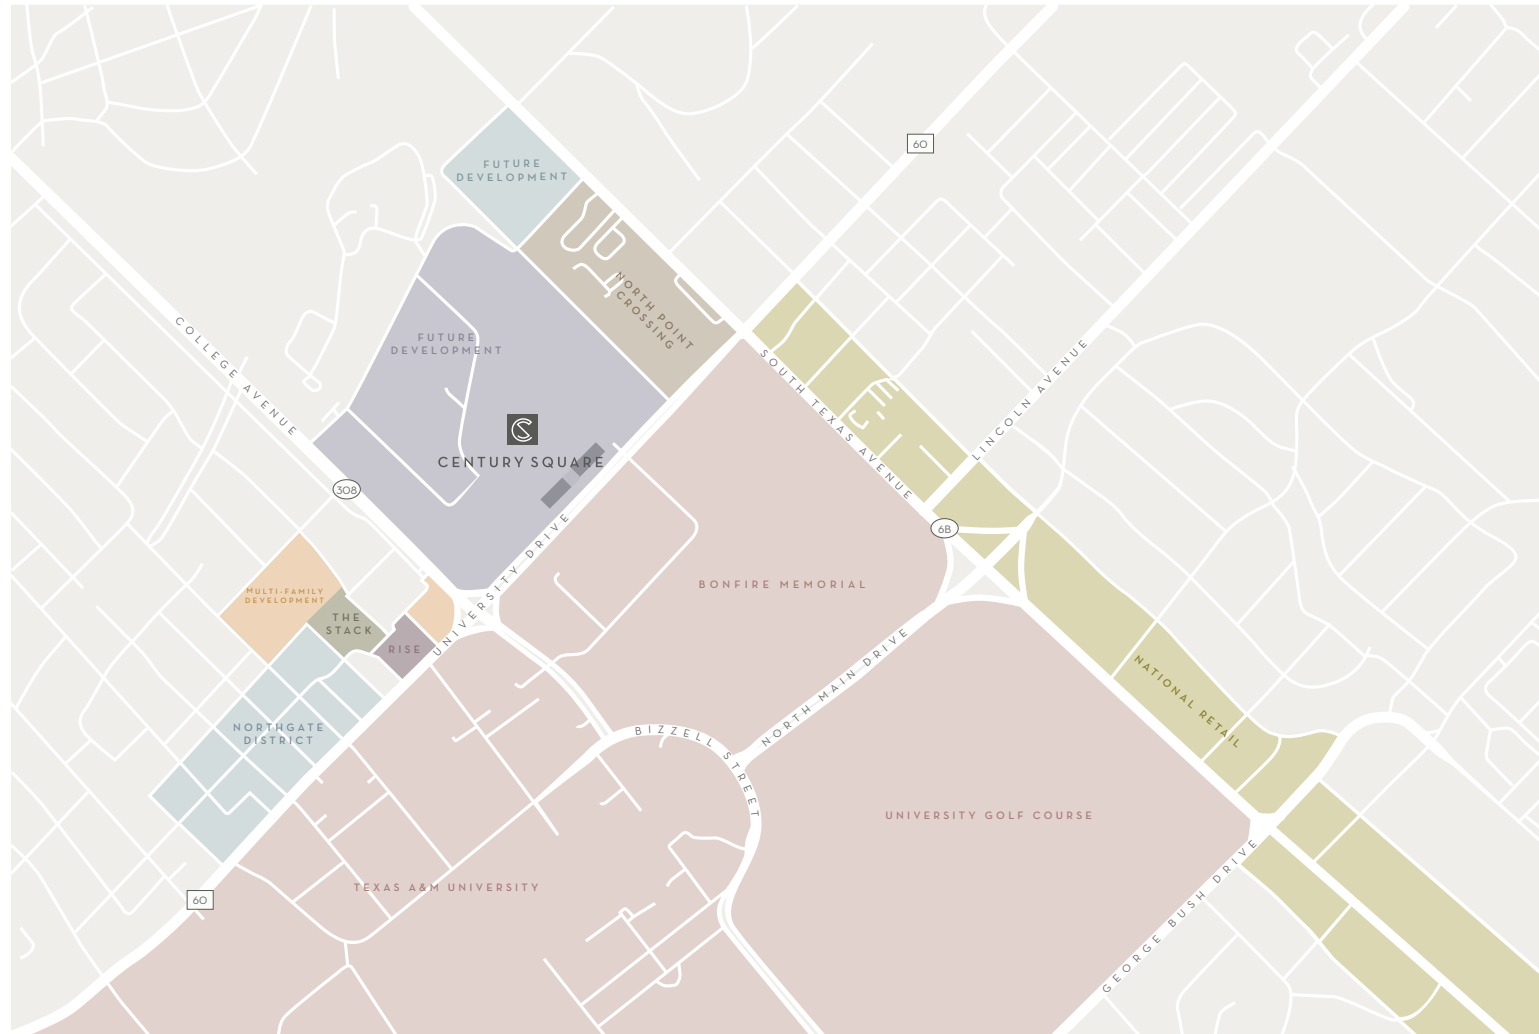 60
FUTURE
DEVELOPMENT
NORTH POINT
CROSSING
COLLEGE AVENUE
FUTURE
DEVELOPMENT
SOUTH TEXAS AVENUE
LINCOLN AVENUE
CENTURY SQUARE
308
6B
UNIVERSITY DRIVE
BONFIRE MEMORIAL
MULTI-FAMILY
DEVELOPMENT
THE
STACK
RISE
NORTH MAIN DRIVE
NATIONAL RETAIL
NORTHGATE
DISTRICT
BIZZELL STREET
UNIVERSITY GOLF COURSE
TEXAS A&M UNIVERSITY
60
GEORGE BUSH DRIVE